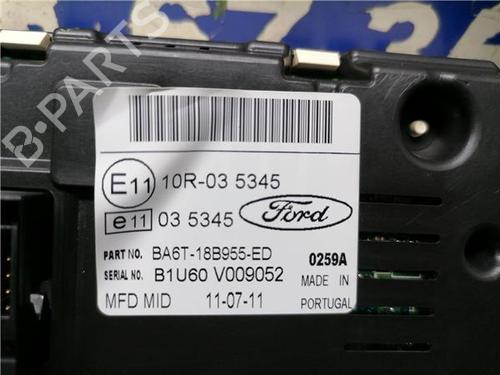 B-PARTS
E11 10R-03 5345
e11 03 5345 Ford
PART NO. BA6T-18B955-ED 0259A
SERIAL NO. B1U60 V009052 MADE IN
MFD MID 11-07-11 PORTUGAL